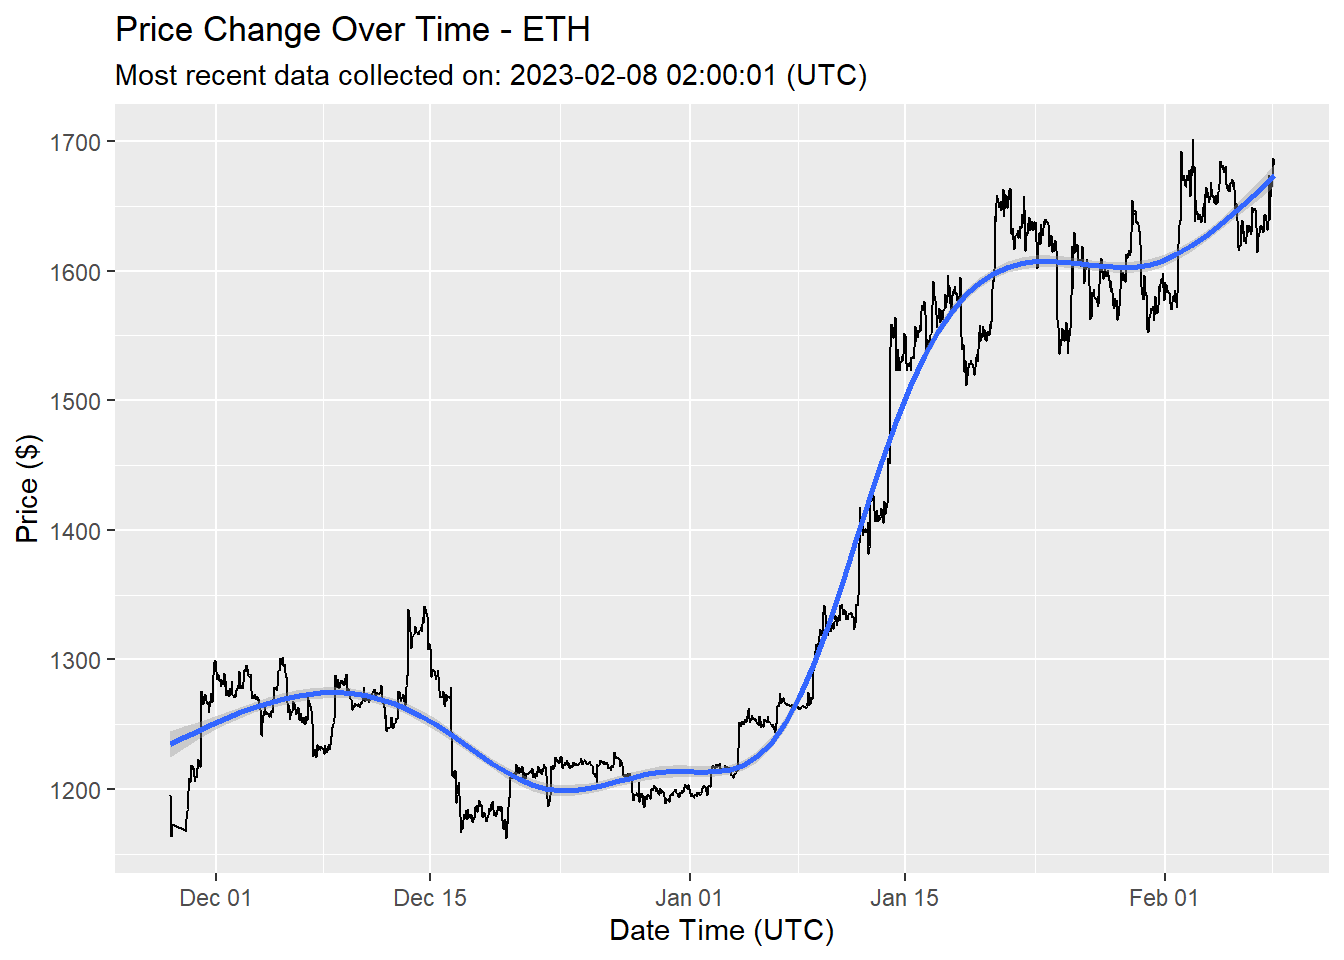 Price Change Over Time - ETH
Most recent data collected on: 2023-02-08 02:00:01 (UTC)
Price ($)
1700
1600
1500
1400
1300
1200
Dec 01
Dec 15
Jan 01
Jan 15
Feb 01
Date Time (UTC)